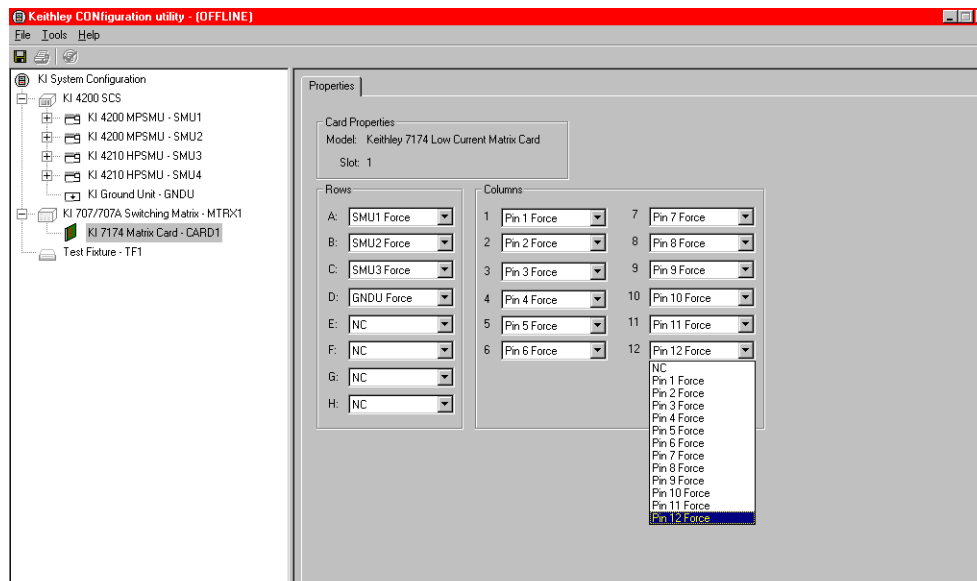 Keithley CONfiguration utility - (OFFLINE)
File Tools Help
KI System Configuration
KI 4200 SCS
KI 4200 MPSMU - SMU1
KI 4200 MPSMU - SMU2
KI 4210 HPSMU - SMU3
KI 4210 HPSMU - SMU4
KI Ground Unit - GNDU
KI 707/707A Switching Matrix - MTRX1
KI 7174 Matrix Card - CARD1
Test Fixture - TF1
Properties
Card Properties
Model: Keithley 7174 Low Current Matrix Card
Slot: 1
Rows
A: SMU1 Force
B: SMU2 Force
C: SMU3 Force
D: GNDU Force
E: NC
F: NC
G: NC
H: NC
Columns
1 Pin 1 Force
2 Pin 2 Force
3 Pin 3 Force
4 Pin 4 Force
5 Pin 5 Force
6 Pin 6 Force
7 Pin 7 Force
8 Pin 8 Force
9 Pin 9 Force
10 Pin 10 Force
11 Pin 11 Force
12 Pin 12 Force
NC
Pin 1 Force
Pin 2 Force
Pin 3 Force
Pin 4 Force
Pin 5 Force
Pin 6 Force
Pin 7 Force
Pin 8 Force
Pin 9 Force
Pin 10 Force
Pin 11 Force
Pin 12 Force